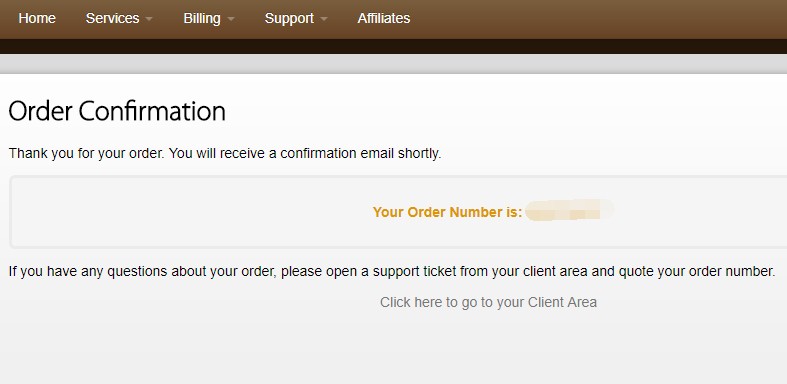 Home Services Billing Support Affiliates
Order Confirmation
Thank you for your order. You will receive a confirmation email shortly.
Your Order Number is:
If you have any questions about your order, please open a support ticket from your client area and quote your order number.
Click here to go to your Client Area